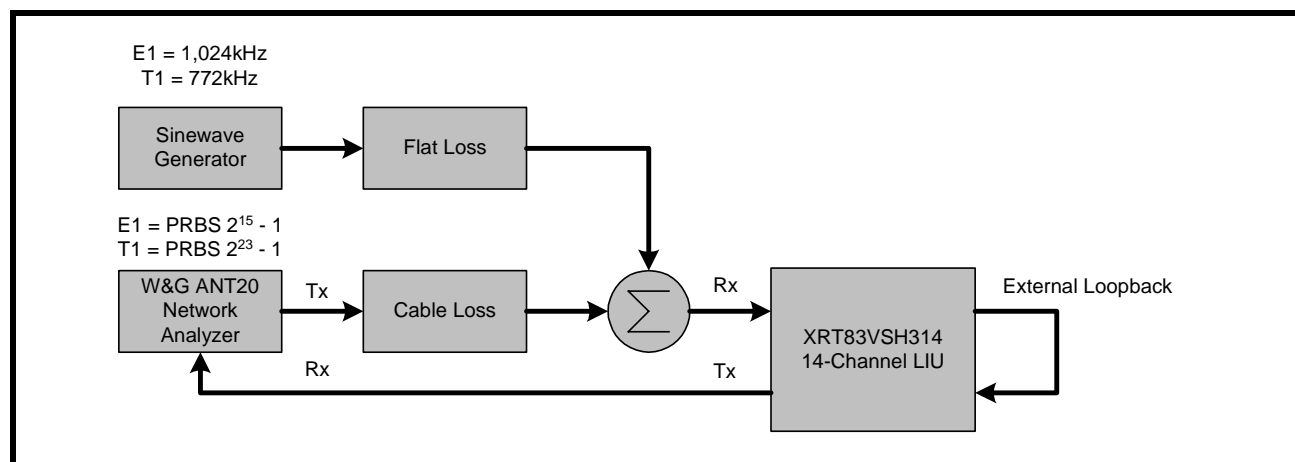 E1 = 1,024kHz
T1 = 772kHz
Sinewave
Generator
Flat Loss
E1 = PRBS 2¹⁵ - 1
T1 = PRBS 2²³ - 1
W&G ANT20
Network
Analyzer
Tx
Cable Loss
Σ
Rx
XRT83VSH314
14-Channel LIU
External Loopback
Rx
Tx